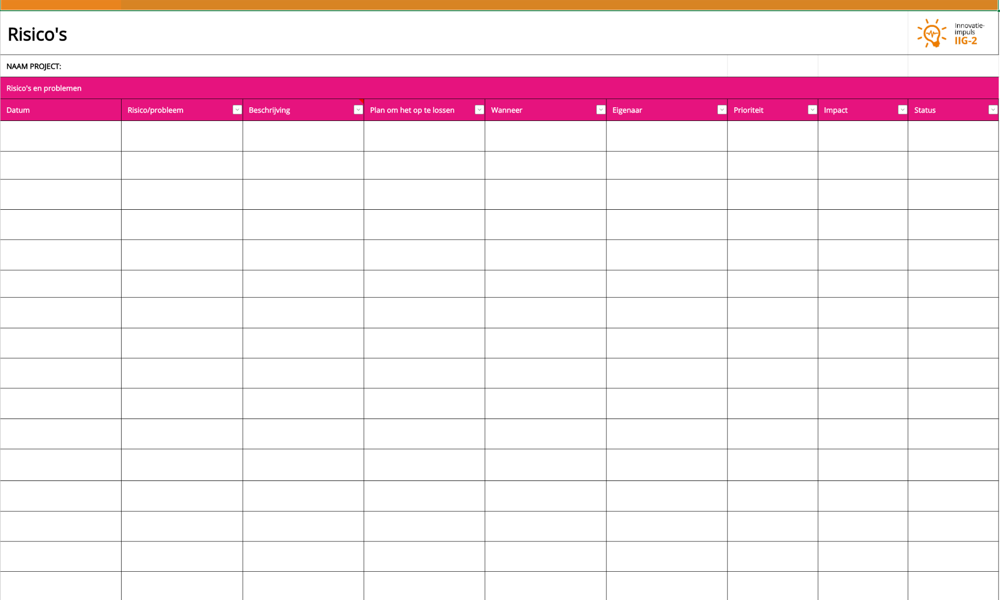 Risico's
Innovatie-
impuls
IIG-2
NAAM PROJECT:
Risico's en problemen
Datum Risico/probleem Beschrijving Plan om het op te lossen Wanneer Eigenaar Prioriteit Impact Status